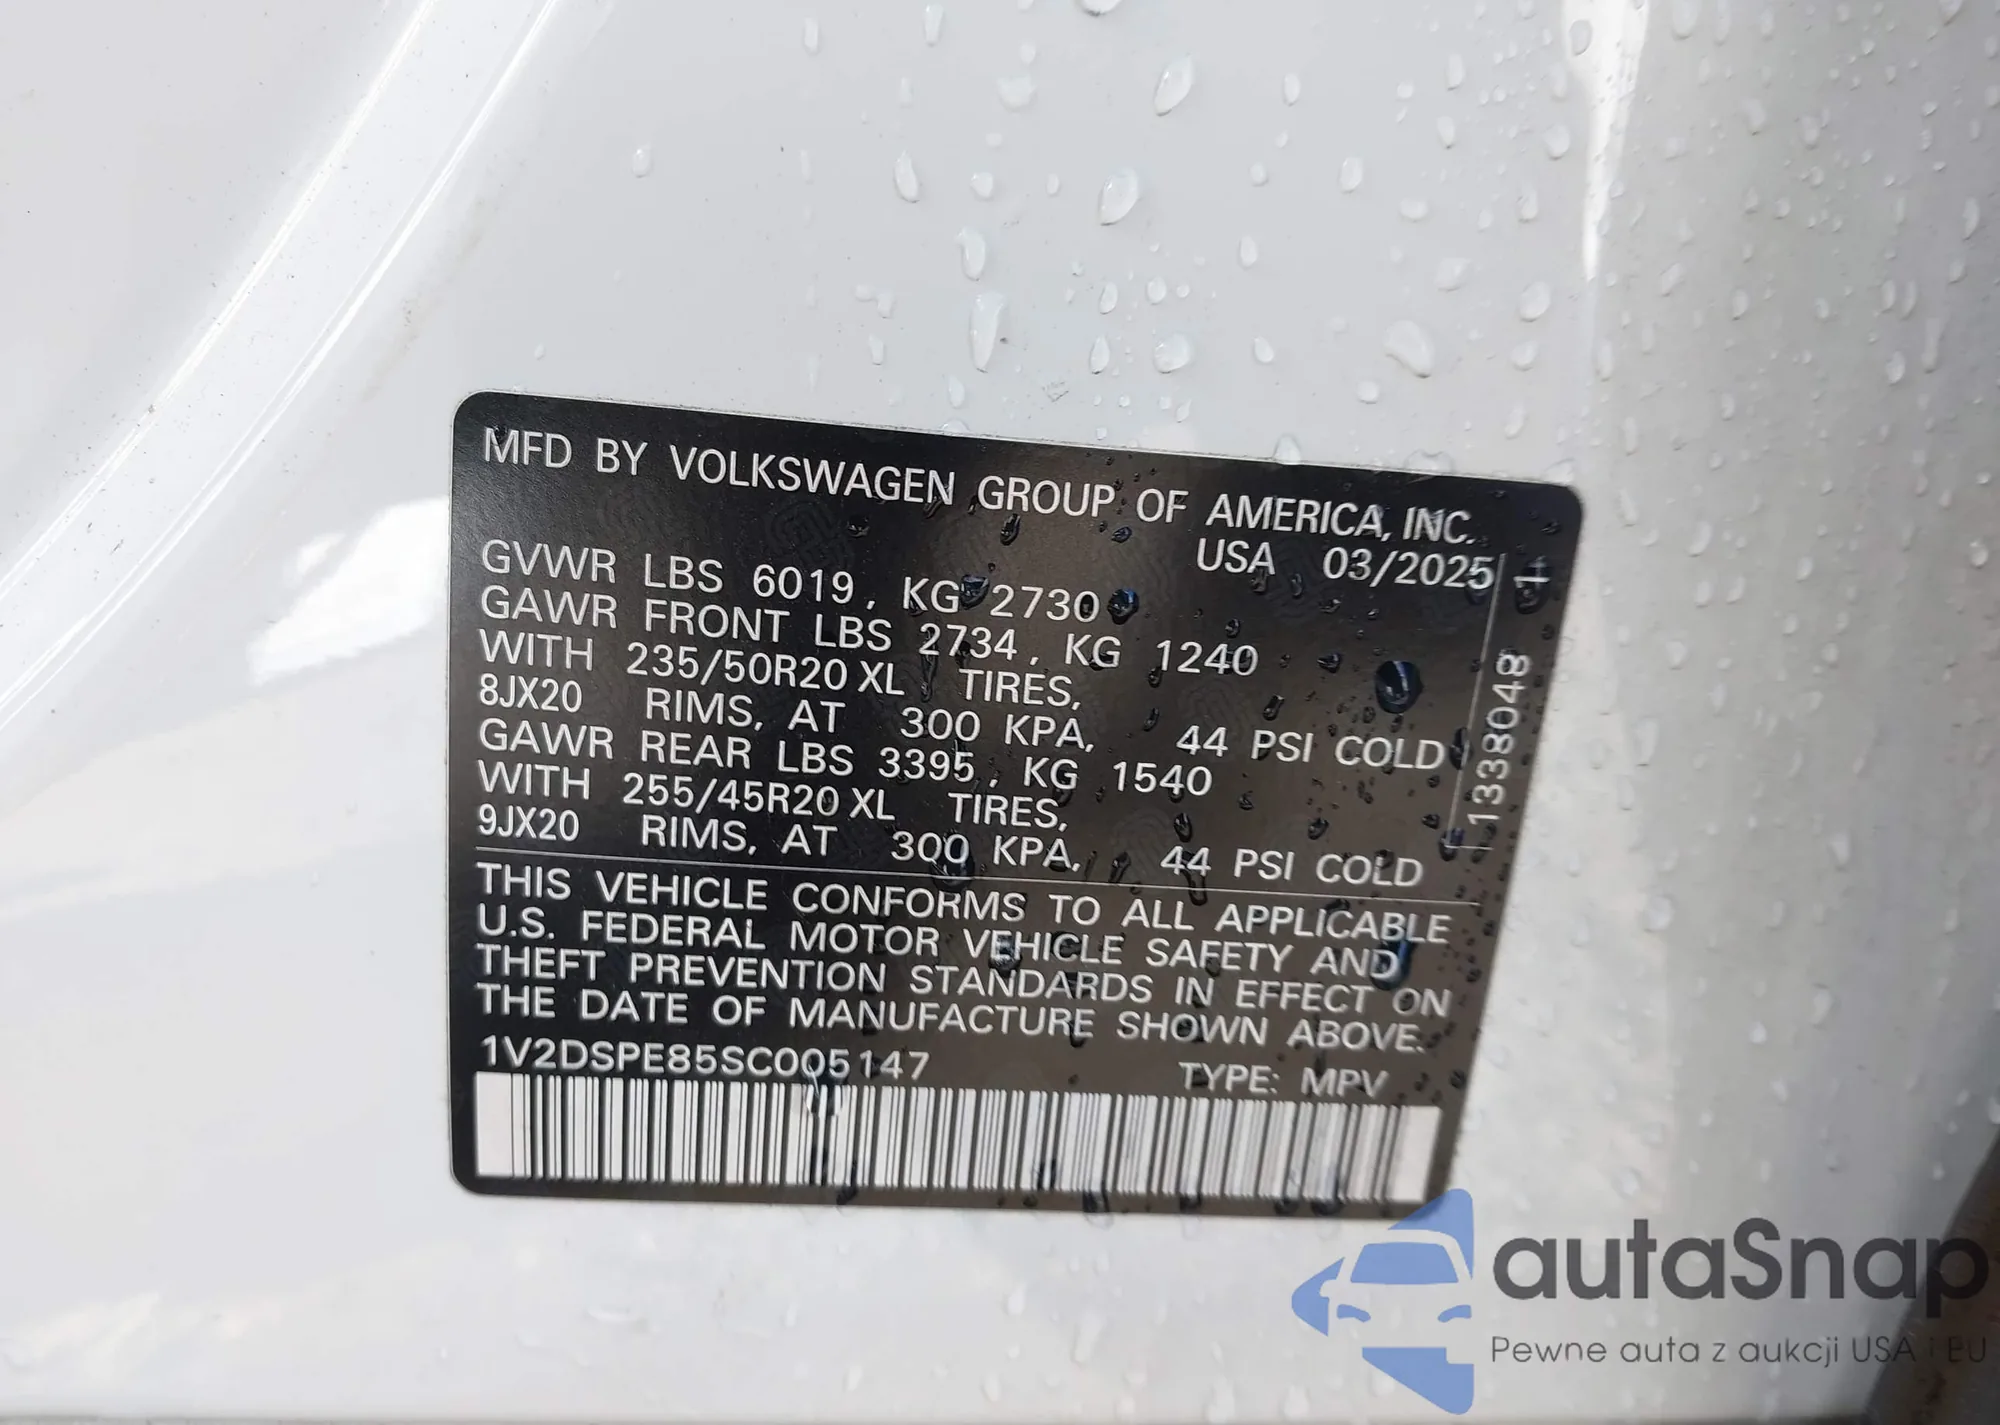 MFD BY VOLKSWAGEN GROUP OF AMERICA, INC.
USA 03/2025
GVWR LBS 6019, KG 2730
GAWR FRONT LBS 2734, KG 1240
WITH 235/50R20 XL TIRES,
8JX20 RIMS, AT 300 KPA, 44 PSI COLD
GAWR REAR LBS 3395, KG 1540
WITH 255/45R20 XL TIRES,
9JX20 RIMS, AT 300 KPA, 44 PSI COLD
1338048 1
THIS VEHICLE CONFORMS TO ALL APPLICABLE
U.S. FEDERAL MOTOR VEHICLE SAFETY AND
THEFT PREVENTION STANDARDS IN EFFECT ON
THE DATE OF MANUFACTURE SHOWN ABOVE.
1V2DSPE85SC005147 TYPE: MPV
autaSnap
Pewne auta z aukcji USA i EU